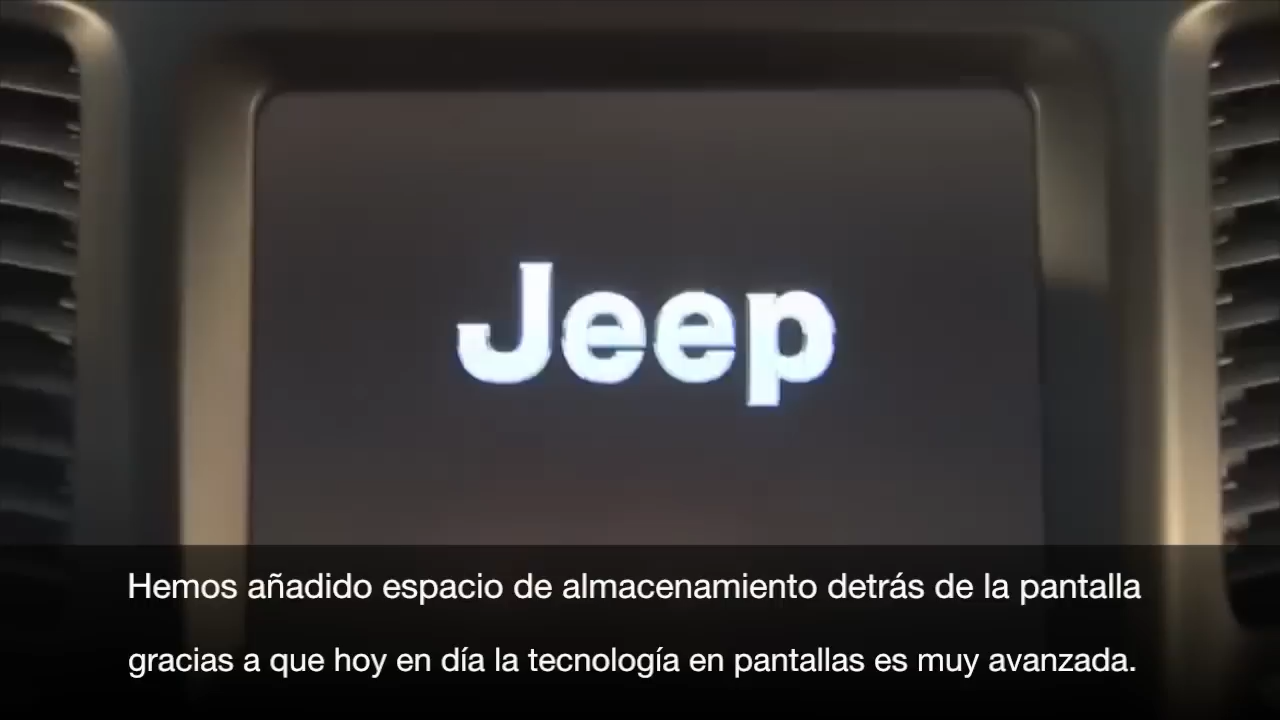 Jeep
Hemos añadido espacio de almacenamiento detrás de la pantalla
gracias a que hoy en día la tecnología en pantallas es muy avanzada.